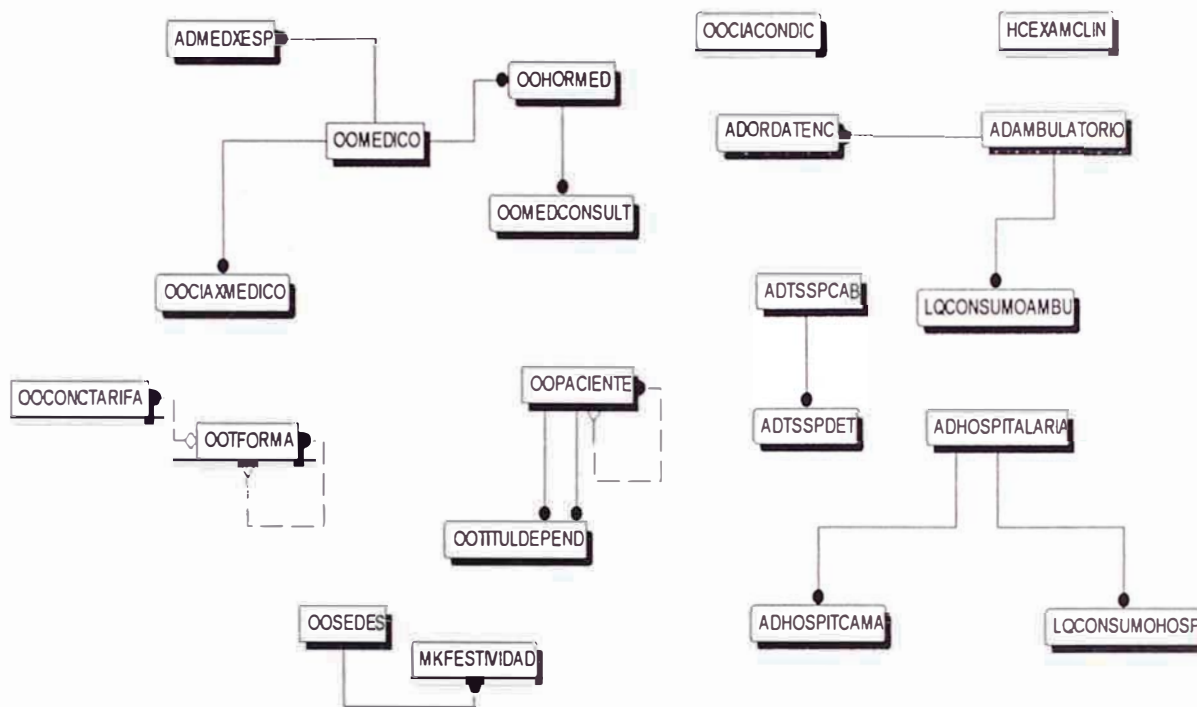 ADMEDXESP
OOCIACONDIC
HCEXAMCLIN
OOHORMED
OOMEDICO
ADORDATENC
ADAMBULATORIO
OOMEDCONSULT
OOCIAXMEDICO
ADTSSPCAB
LQCONSUMOAMBU
OOCONCTARIFA
OOPACIENTE
OOTFORMA
ADTSSPDET
ADHOSPITALARIA
OOTITULDEPEND
OOSEDES
ADHOSPITCAMA
LQCONSUMOHOSP
MKFESTIVIDAD